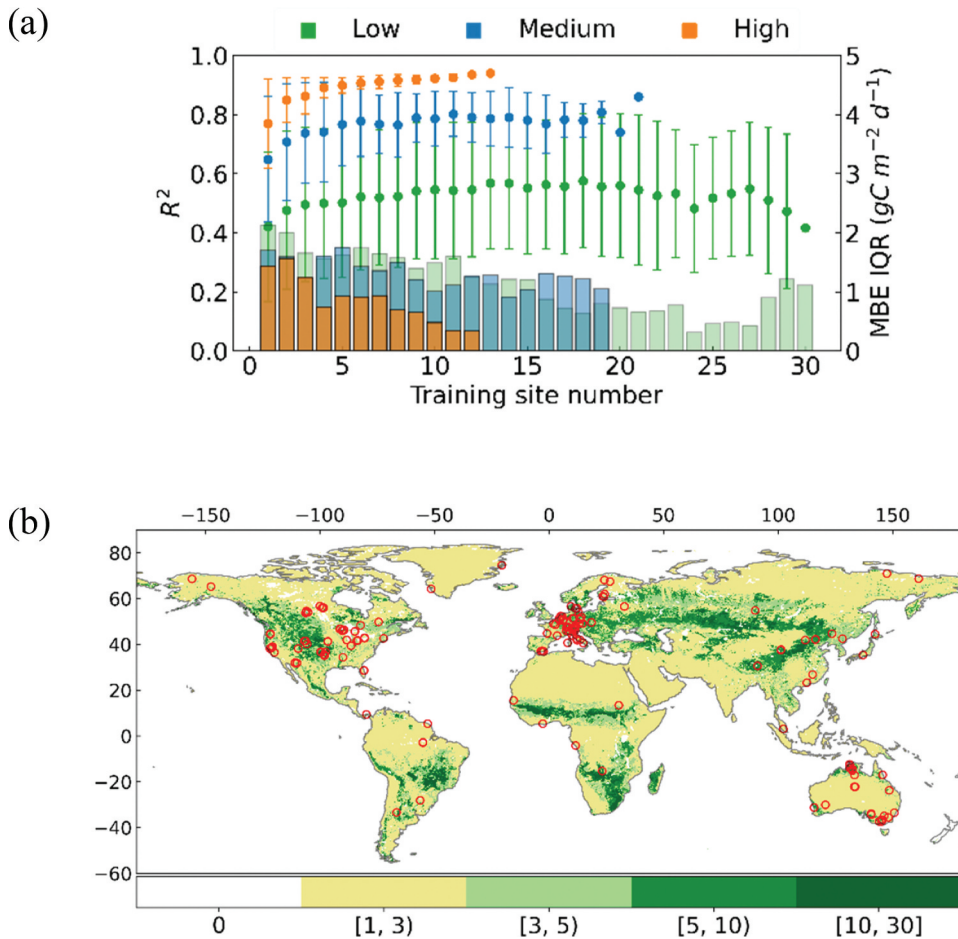 (a)
Low Medium High
1.0 5
0.8 4
0.6 3
0.4 2
0.2 1
0.0 0
R² MBE IQR (gC m⁻² d⁻¹)
0 5 10 15 20 25 30
Training site number
(b)
−150 −100 −50 0 50 100 150
80
60
40
20
0
−20
−40
−60
0 [1, 3) [3, 5) [5, 10) [10, 30]